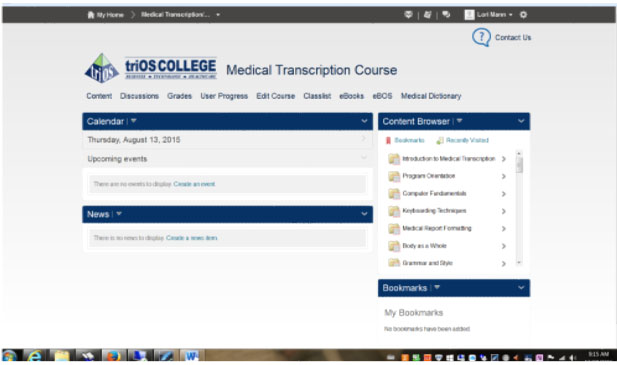 My Home > Medical Transcription/...
Lori Mann
Contact Us
triOS COLLEGE
BUSINESS • TECHNOLOGY • HEALTHCARE
Medical Transcription Course
Content Discussions Grades User Progress Edit Course Classlist eBooks eBOS Medical Dictionary
Calendar
Thursday, August 13, 2015
Upcoming events
There are no events to display. Create an event.
News
There is no news to display. Create a news item.
Content Browser
Bookmarks Recently Visited
Introduction to Medical Transcription
Program Orientation
Computer Fundamentals
Keyboarding Techniques
Medical Report Formatting
Body as a Whole
Grammar and Style
Bookmarks
My Bookmarks
No bookmarks have been added.
9:15 AM